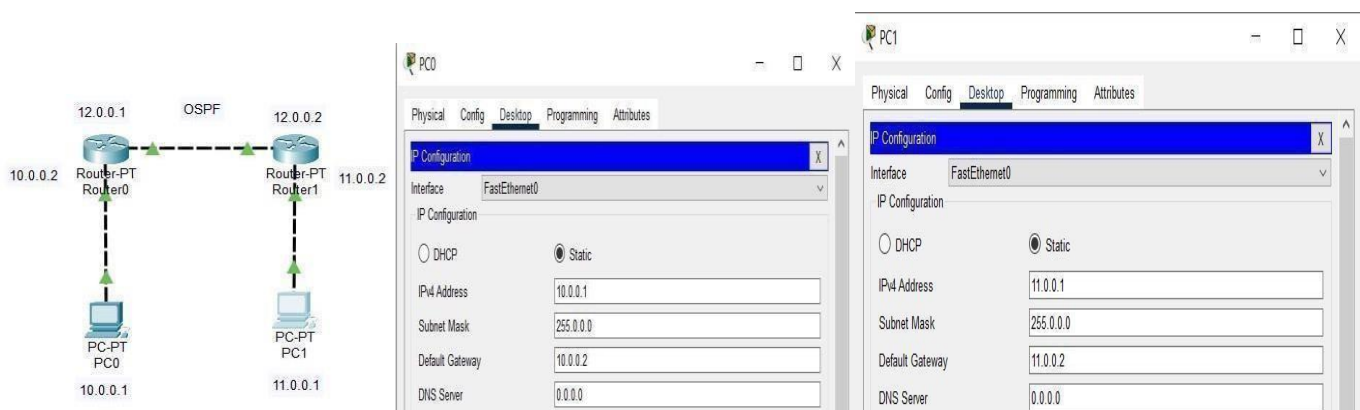 12.0.0.1
OSPF
12.0.0.2
10.0.0.2
Router-PT
Router0
Router-PT
Router1
11.0.0.2
PC-PT
PC0
10.0.0.1
PC-PT
PC1
11.0.0.1
PC0
Physical Config Desktop Programming Attributes
IP Configuration X
Interface FastEthernet0
IP Configuration
DHCP Static
IPv4 Address 10.0.0.1
Subnet Mask 255.0.0.0
Default Gateway 10.0.0.2
DNS Server 0.0.0.0
PC1
Physical Config Desktop Programming Attributes
IP Configuration X
Interface FastEthernet0
IP Configuration
DHCP Static
IPv4 Address 11.0.0.1
Subnet Mask 255.0.0.0
Default Gateway 11.0.0.2
DNS Server 0.0.0.0